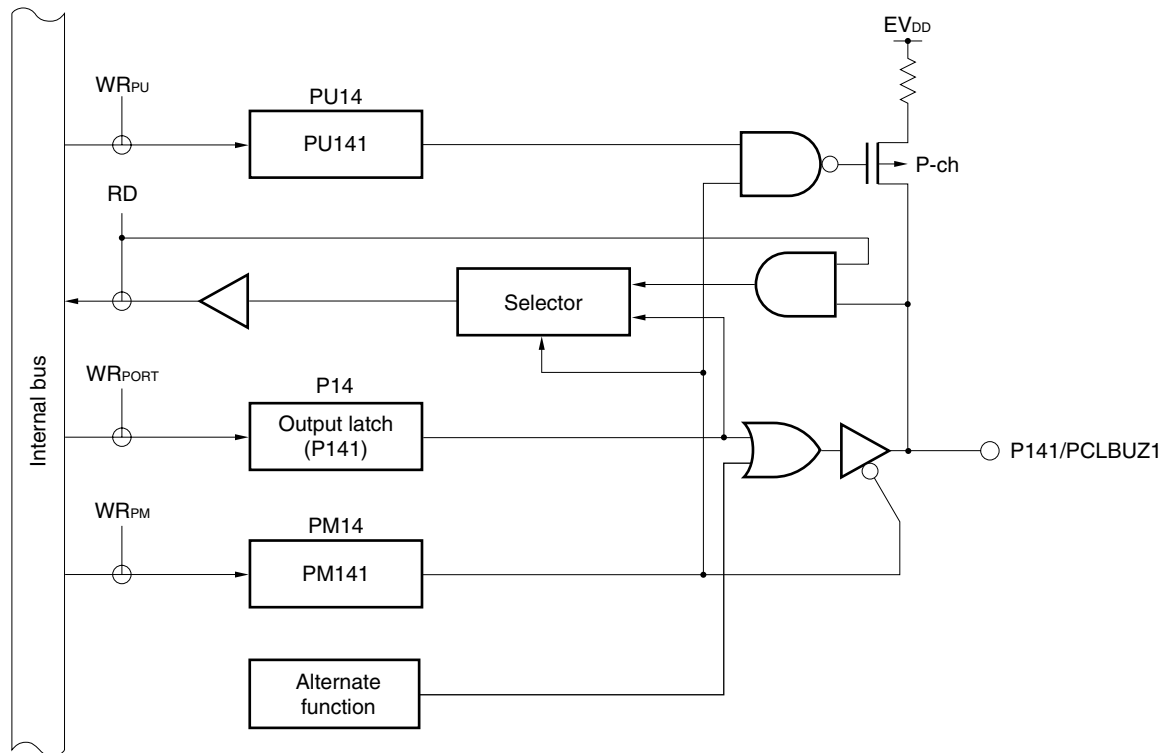 EVDD
WRPU
PU14
PU141
P-ch
RD
Selector
Internal bus
WRPORT
P14
Output latch
(P141)
P141/PCLBUZ1
WRPM
PM14
PM141
Alternate
function